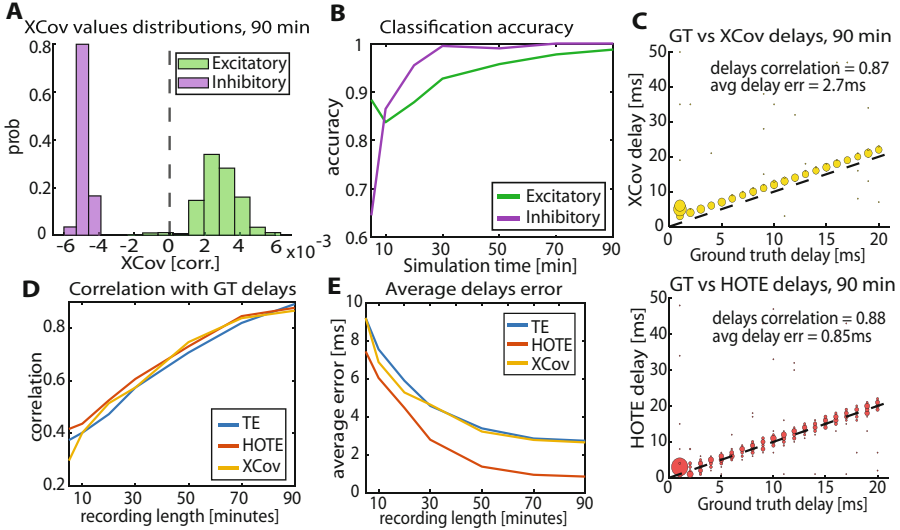 A
XCov values distributions, 90 min
0.8
0.6
0.4
0.2
0
prob
Excitatory
Inhibitory
-6 -4 -2 0 2 4 6 x10⁻³
XCov [corr.]
B
Classification accuracy
1
0.9
0.8
0.7
0.6
accuracy
Excitatory
Inhibitory
10 30 50 70 90
Simulation time [min]
C
GT vs XCov delays, 90 min
delays correlation = 0.87
avg delay err = 2.7ms
50
40
30
20
10
0
XCov delay [ms]
0 5 10 15 20
Ground truth delay [ms]
GT vs HOTE delays, 90 min
delays correlation = 0.88
avg delay err = 0.85ms
50
40
30
20
10
0
HOTE delay [ms]
0 5 10 15 20
Ground truth delay [ms]
D
Correlation with GT delays
0.8
0.6
0.4
0.2
correlation
TE
HOTE
XCov
10 30 50 70 90
recording length [minutes]
E
Average delays error
10
8
6
4
2
0
average error [ms]
TE
HOTE
XCov
10 30 50 70 90
recording length [minutes]